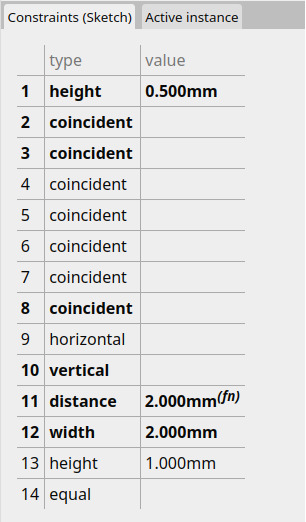 Constraints (Sketch) Active instance
type value
1 height 0.500mm
2 coincident
3 coincident
4 coincident
5 coincident
6 coincident
7 coincident
8 coincident
9 horizontal
10 vertical
11 distance 2.000mm(fn)
12 width 2.000mm
13 height 1.000mm
14 equal